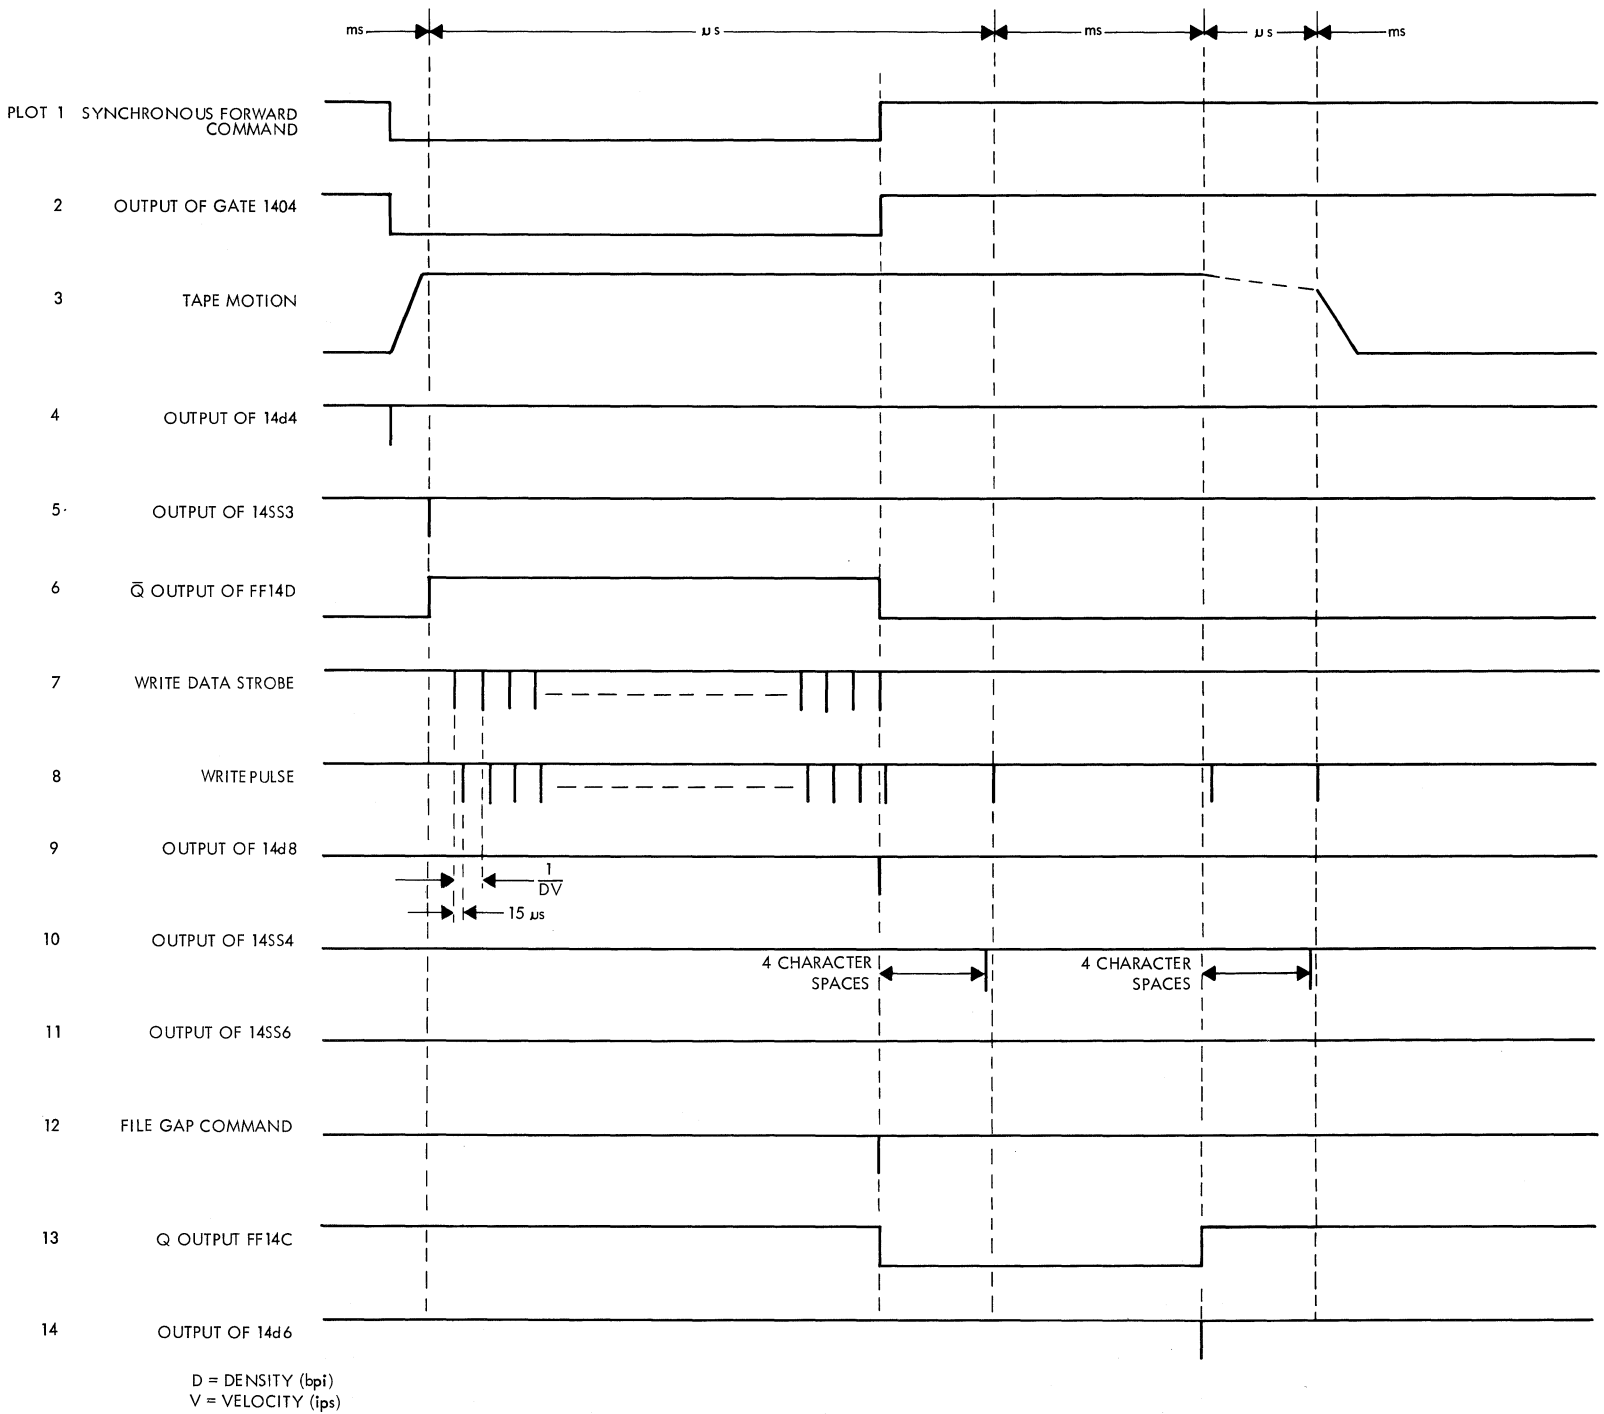 ms μs ms μs ms
PLOT 1 SYNCHRONOUS FORWARD
COMMAND
2 OUTPUT OF GATE 1404
3 TAPE MOTION
4 OUTPUT OF 14d4
5 OUTPUT OF 14SS3
6 Q̅ OUTPUT OF FF14D
7 WRITE DATA STROBE
8 WRITE PULSE
9 OUTPUT OF 14d8
1
DV
15 μs
10 OUTPUT OF 14SS4
4 CHARACTER
SPACES
4 CHARACTER
SPACES
11 OUTPUT OF 14SS6
12 FILE GAP COMMAND
13 Q OUTPUT FF14C
14 OUTPUT OF 14d6
D = DENSITY (bpi)
V = VELOCITY (ips)